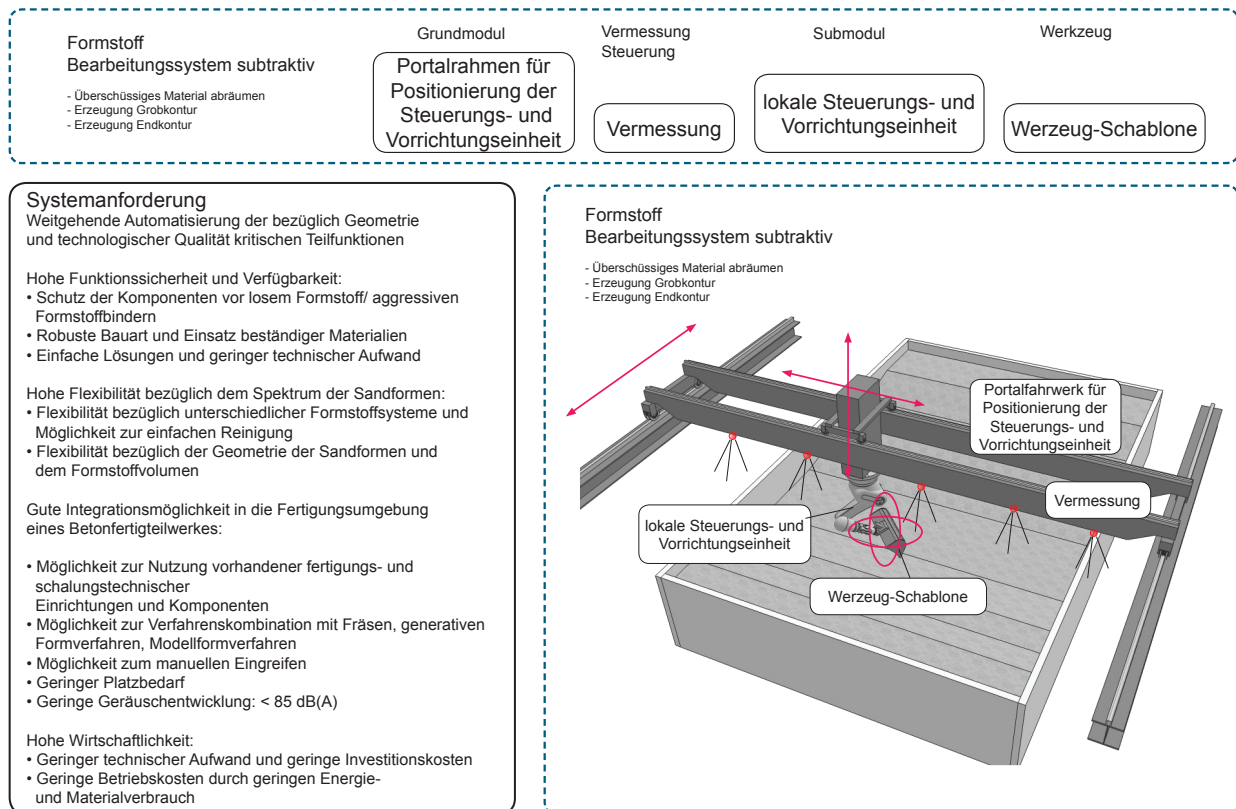 Formstoff
Bearbeitungssystem subtraktiv
- Überschüssiges Material abräumen
- Erzeugung Grobkontur
- Erzeugung Endkontur
Grundmodul
Portalrahmen für
Positionierung der
Steuerungs- und
Vorrichtungseinheit
Vermessung
Steuerung
Vermessung
Submodul
lokale Steuerungs- und
Vorrichtungseinheit
Werkzeug
Werzeug-Schablone
Systemanforderung
Weitgehende Automatisierung der bezüglich Geometrie
und technologischer Qualität kritischen Teilfunktionen
Hohe Funktionssicherheit und Verfügbarkeit:
• Schutz der Komponenten vor losem Formstoff/ aggressiven
Formstoffbindern
• Robuste Bauart und Einsatz beständiger Materialien
• Einfache Lösungen und geringer technischer Aufwand
Hohe Flexibilität bezüglich dem Spektrum der Sandformen:
• Flexibilität bezüglich unterschiedlicher Formstoffsysteme und
Möglichkeit zur einfachen Reinigung
• Flexibilität bezüglich der Geometrie der Sandformen und
dem Formstoffvolumen
Gute Integrationsmöglichkeit in die Fertigungsumgebung
eines Betonfertigteilwerkes:
• Möglichkeit zur Nutzung vorhandener fertigungs- und
schalungstechnischer
Einrichtungen und Komponenten
• Möglichkeit zur Verfahrenskombination mit Fräsen, generativen
Formverfahren, Modellformverfahren
• Möglichkeit zum manuellen Eingreifen
• Geringer Platzbedarf
• Geringe Geräuschentwicklung: < 85 dB(A)
Hohe Wirtschaftlichkeit:
• Geringer technischer Aufwand und geringe Investitionskosten
• Geringe Betriebskosten durch geringen Energie-
und Materialverbrauch
Formstoff
Bearbeitungssystem subtraktiv
- Überschüssiges Material abräumen
- Erzeugung Grobkontur
- Erzeugung Endkontur
Portalfahrwerk für
Positionierung der
Steuerungs- und
Vorrichtungseinheit
Vermessung
lokale Steuerungs- und
Vorrichtungseinheit
Werzeug-Schablone